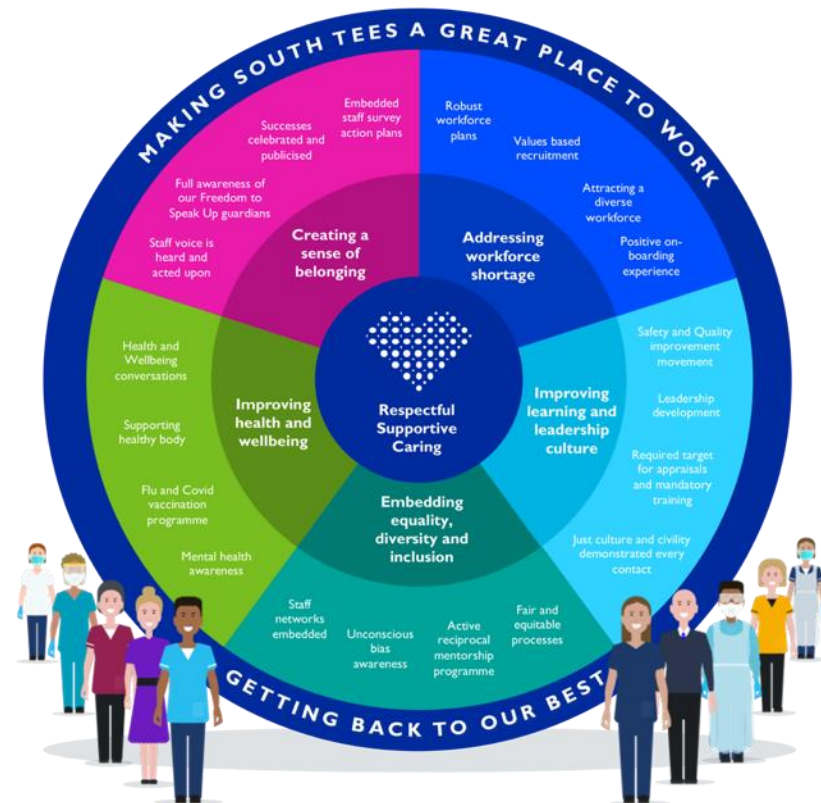 MAKING SOUTH TEES A GREAT PLACE TO WORK
Embedded
staff survey
action plans
Successes
celebrated and
publicised
Full awareness of
our Freedom to
Speak Up guardians
Staff voice is
heard and
acted upon
Creating a
sense of
belonging
Robust
workforce
plans
Values based
recruitment
Attracting a
diverse
workforce
Positive on-
boarding
experience
Addressing
workforce
shortage
Safety and Quality
improvement
movement
Leadership
development
Required target
for appraisals
and mandatory
training
Just culture and civility
demonstrated every
contact
Improving
learning and
leadership
culture
Health and
Wellbeing
conversations
Supporting
healthy body
Flu and Covid
vaccination
programme
Mental health
awareness
Improving
health and
wellbeing
Respectful
Supportive
Caring
Embedding
equality,
diversity and
inclusion
Staff
networks
embedded
Unconscious
bias
awareness
Active
reciprocal
mentorship
programme
Fair and
equitable
processes
GETTING BACK TO OUR BEST